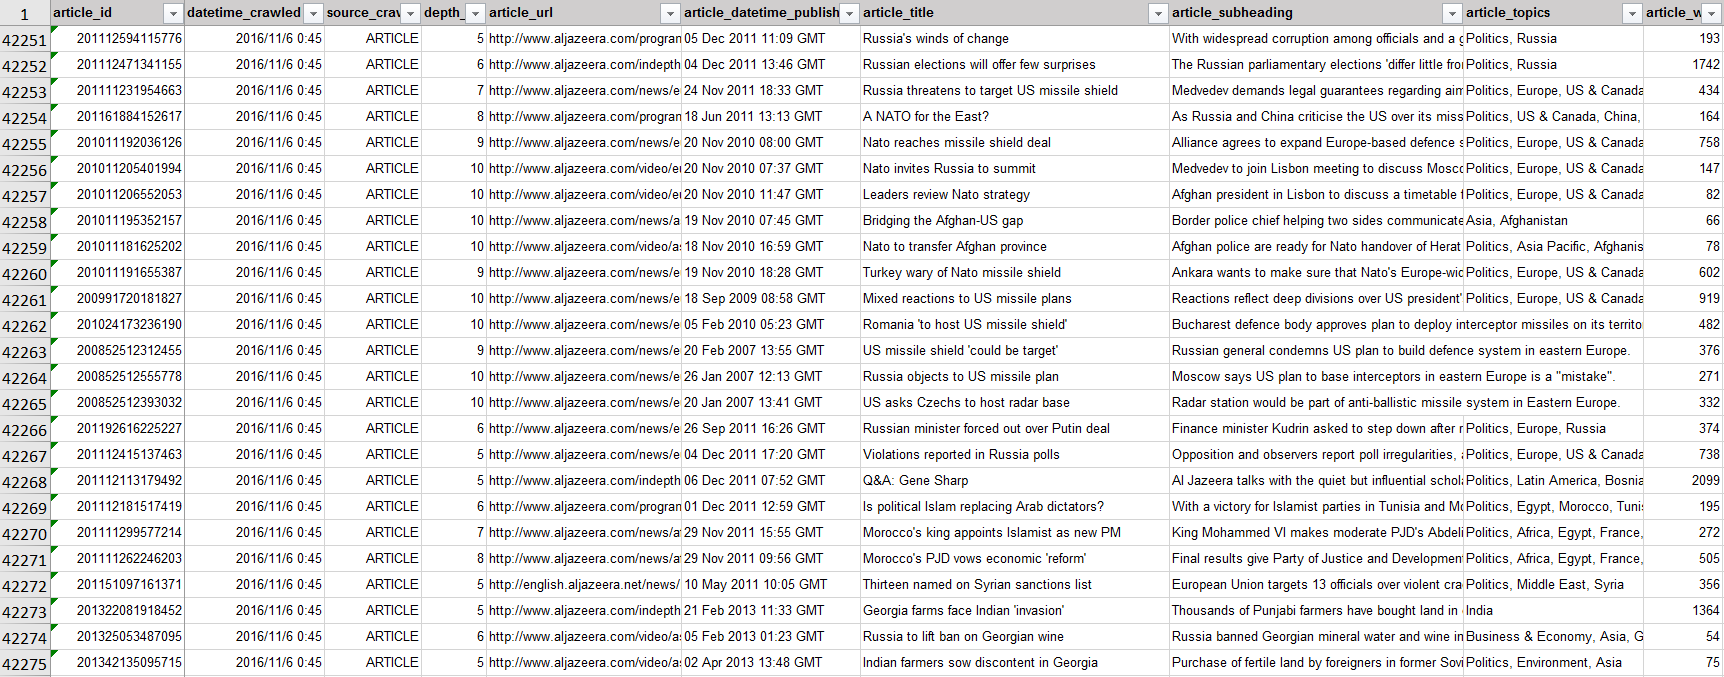 1 article_id datetime_crawled source_crav depth_ article_url article_datetime_publish article_title article_subheading article_topics article_w
42251 201112594115776 2016/11/6 0:45 ARTICLE 5 http://www.aljazeera.com/program 05 Dec 2011 11:09 GMT Russia's winds of change With widespread corruption among officials and a g Politics, Russia 193
42252 201112471341155 2016/11/6 0:45 ARTICLE 6 http://www.aljazeera.com/indepth 04 Dec 2011 13:46 GMT Russian elections will offer few surprises The Russian parliamentary elections 'differ little fro Politics, Russia 1742
42253 201111231954663 2016/11/6 0:45 ARTICLE 7 http://www.aljazeera.com/news/e 24 Nov 2011 18:33 GMT Russia threatens to target US missile shield Medvedev demands legal guarantees regarding aim Politics, Europe, US & Canada 434
42254 201161884152617 2016/11/6 0:45 ARTICLE 8 http://www.aljazeera.com/program 18 Jun 2011 13:13 GMT A NATO for the East? As Russia and China criticise the US over its miss Politics, US & Canada, China, 164
42255 201011192036126 2016/11/6 0:45 ARTICLE 9 http://www.aljazeera.com/news/e 20 Nov 2010 08:00 GMT Nato reaches missile shield deal Alliance agrees to expand Europe-based defence s Politics, Europe, US & Canada 758
42256 201011205401994 2016/11/6 0:45 ARTICLE 10 http://www.aljazeera.com/video/e 20 Nov 2010 07:37 GMT Nato invites Russia to summit Medvedev to join Lisbon meeting to discuss Mosco Politics, Europe, US & Canada 147
42257 201011206552053 2016/11/6 0:45 ARTICLE 10 http://www.aljazeera.com/video/e 20 Nov 2010 11:47 GMT Leaders review Nato strategy Afghan president in Lisbon to discuss a timetable f Politics, Europe, US & Canada 82
42258 201011195352157 2016/11/6 0:45 ARTICLE 10 http://www.aljazeera.com/news/a 19 Nov 2010 07:45 GMT Bridging the Afghan-US gap Border police chief helping two sides communicate Asia, Afghanistan 66
42259 201011181625202 2016/11/6 0:45 ARTICLE 10 http://www.aljazeera.com/video/a 18 Nov 2010 16:59 GMT Nato to transfer Afghan province Afghan police are ready for Nato handover of Herat Politics, Asia Pacific, Afghanis 78
42260 201011191655387 2016/11/6 0:45 ARTICLE 9 http://www.aljazeera.com/news/e 19 Nov 2010 18:28 GMT Turkey wary of Nato missile shield Ankara wants to make sure that Nato's Europe-wid Politics, Europe, US & Canada 602
42261 200991720181827 2016/11/6 0:45 ARTICLE 10 http://www.aljazeera.com/news/e 18 Sep 2009 08:58 GMT Mixed reactions to US missile plans Reactions reflect deep divisions over US president' Politics, Europe, US & Canada 919
42262 201024173236190 2016/11/6 0:45 ARTICLE 10 http://www.aljazeera.com/news/e 05 Feb 2010 05:23 GMT Romania 'to host US missile shield' Bucharest defence body approves plan to deploy interceptor missiles on its territo 482
42263 200852512312455 2016/11/6 0:45 ARTICLE 9 http://www.aljazeera.com/news/e 20 Feb 2007 13:55 GMT US missile shield 'could be target' Russian general condemns US plan to build defence system in eastern Europe. 376
42264 200852512555778 2016/11/6 0:45 ARTICLE 10 http://www.aljazeera.com/news/e 26 Jan 2007 12:13 GMT Russia objects to US missile plan Moscow says US plan to base interceptors in eastern Europe is a "mistake". 271
42265 200852512393032 2016/11/6 0:45 ARTICLE 10 http://www.aljazeera.com/news/e 20 Jan 2007 13:41 GMT US asks Czechs to host radar base Radar station would be part of anti-ballistic missile system in Eastern Europe. 332
42266 201192616225227 2016/11/6 0:45 ARTICLE 6 http://www.aljazeera.com/news/e 26 Sep 2011 16:26 GMT Russian minister forced out over Putin deal Finance minister Kudrin asked to step down after r Politics, Europe, Russia 374
42267 201112415137463 2016/11/6 0:45 ARTICLE 5 http://www.aljazeera.com/news/e 04 Dec 2011 17:20 GMT Violations reported in Russia polls Opposition and observers report poll irregularities, Politics, Europe, US & Canada 738
42268 201112113179492 2016/11/6 0:45 ARTICLE 5 http://www.aljazeera.com/indepth 06 Dec 2011 07:52 GMT Q&A: Gene Sharp Al Jazeera talks with the quiet but influential schol Politics, Latin America, Bosnia 2099
42269 201112181517419 2016/11/6 0:45 ARTICLE 6 http://www.aljazeera.com/program 01 Dec 2011 12:59 GMT Is political Islam replacing Arab dictators? With a victory for Islamist parties in Tunisia and Mo Politics, Egypt, Morocco, Tuni 195
42270 201111299577214 2016/11/6 0:45 ARTICLE 7 http://www.aljazeera.com/news/a 29 Nov 2011 15:55 GMT Morocco's king appoints Islamist as new PM King Mohammed VI makes moderate PJD's Abdeli Politics, Africa, Egypt, France, 272
42271 201111262246203 2016/11/6 0:45 ARTICLE 8 http://www.aljazeera.com/news/a 29 Nov 2011 09:56 GMT Morocco's PJD vows economic 'reform' Final results give Party of Justice and Developmen Politics, Africa, Egypt, France, 505
42272 201151097161371 2016/11/6 0:45 ARTICLE 5 http://english.aljazeera.net/news/ 10 May 2011 10:05 GMT Thirteen named on Syrian sanctions list European Union targets 13 officials over violent cra Politics, Middle East, Syria 356
42273 201322081918452 2016/11/6 0:45 ARTICLE 5 http://www.aljazeera.com/indepth 21 Feb 2013 11:33 GMT Georgia farms face Indian 'invasion' Thousands of Punjabi farmers have bought land in India 1364
42274 201325053487095 2016/11/6 0:45 ARTICLE 6 http://www.aljazeera.com/video/a 05 Feb 2013 01:23 GMT Russia to lift ban on Georgian wine Russia banned Georgian mineral water and wine in Business & Economy, Asia, G 54
42275 201342135095715 2016/11/6 0:45 ARTICLE 5 http://www.aljazeera.com/video/a 02 Apr 2013 13:48 GMT Indian farmers sow discontent in Georgia Purchase of fertile land by foreigners in former Sovi Politics, Environment, Asia 75